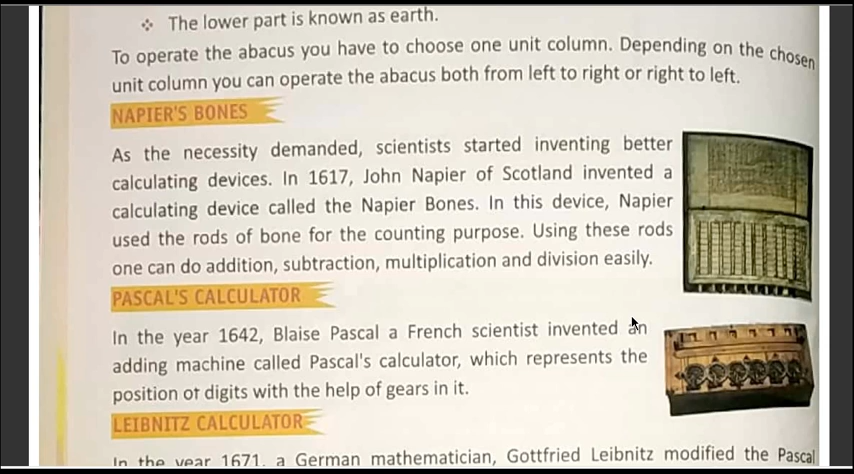 ❖ The lower part is known as earth.
To operate the abacus you have to choose one unit column. Depending on the chosen
unit column you can operate the abacus both from left to right or right to left.
NAPIER'S BONES
As the necessity demanded, scientists started inventing better
calculating devices. In 1617, John Napier of Scotland invented a
calculating device called the Napier Bones. In this device, Napier
used the rods of bone for the counting purpose. Using these rods
one can do addition, subtraction, multiplication and division easily.
PASCAL'S CALCULATOR
In the year 1642, Blaise Pascal a French scientist invented an
adding machine called Pascal's calculator, which represents the
position of digits with the help of gears in it.
LEIBNITZ CALCULATOR
In the year 1671, a German mathematician, Gottfried Leibnitz modified the Pascal